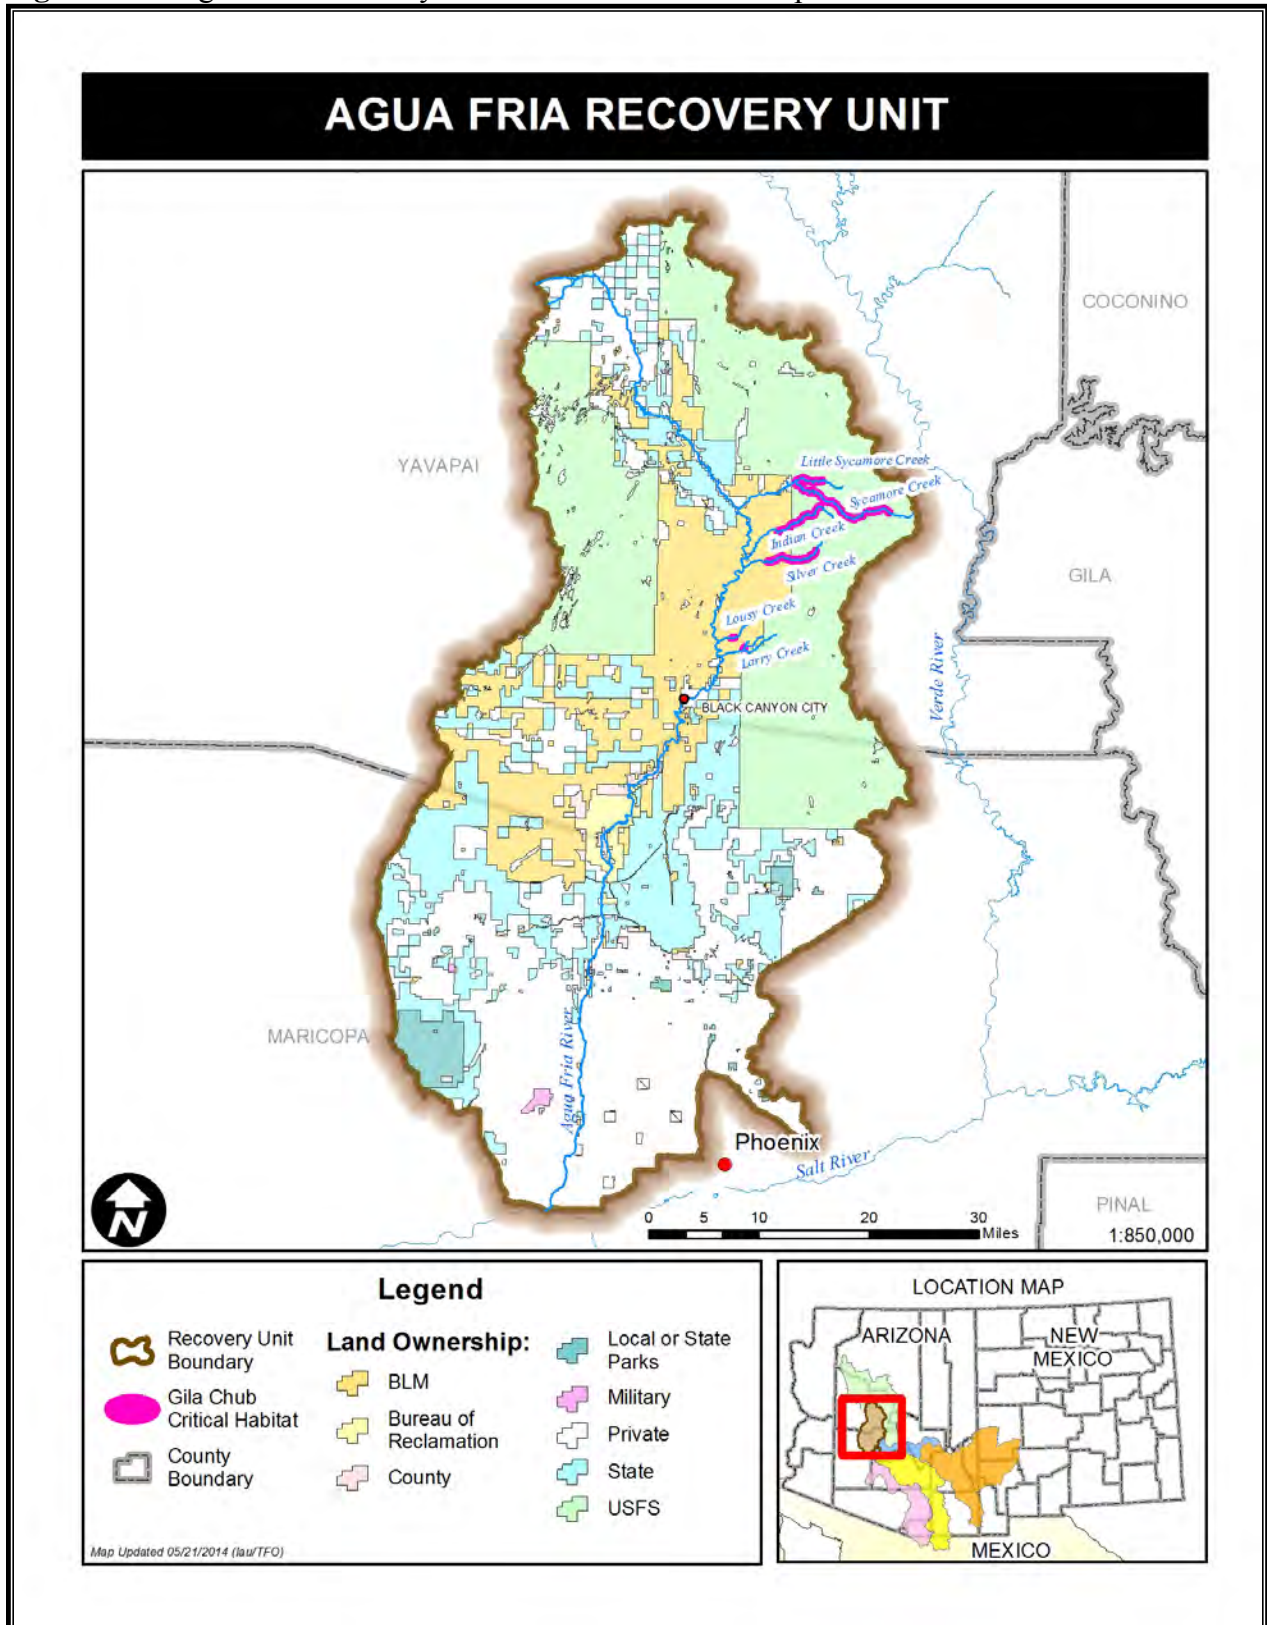 AGUA FRIA RECOVERY UNIT
COCONINO
YAVAPAI
Little Sycamore Creek
Sycamore Creek
Indian Creek
Silver Creek
GILA
Lousy Creek
Larry Creek
Verde River
BLACK CANYON CITY
MARICOPA
Agua Fria River
Phoenix
Salt River
PINAL
0 5 10 20 30
Miles
1:850,000
N
Legend
Recovery Unit
Boundary
Gila Chub
Critical Habitat
County
Boundary
Land Ownership:
BLM
Bureau of
Reclamation
County
Local or State
Parks
Military
Private
State
USFS
Map Updated 05/21/2014 (lau/TFO)
LOCATION MAP
ARIZONA
NEW
MEXICO
MEXICO